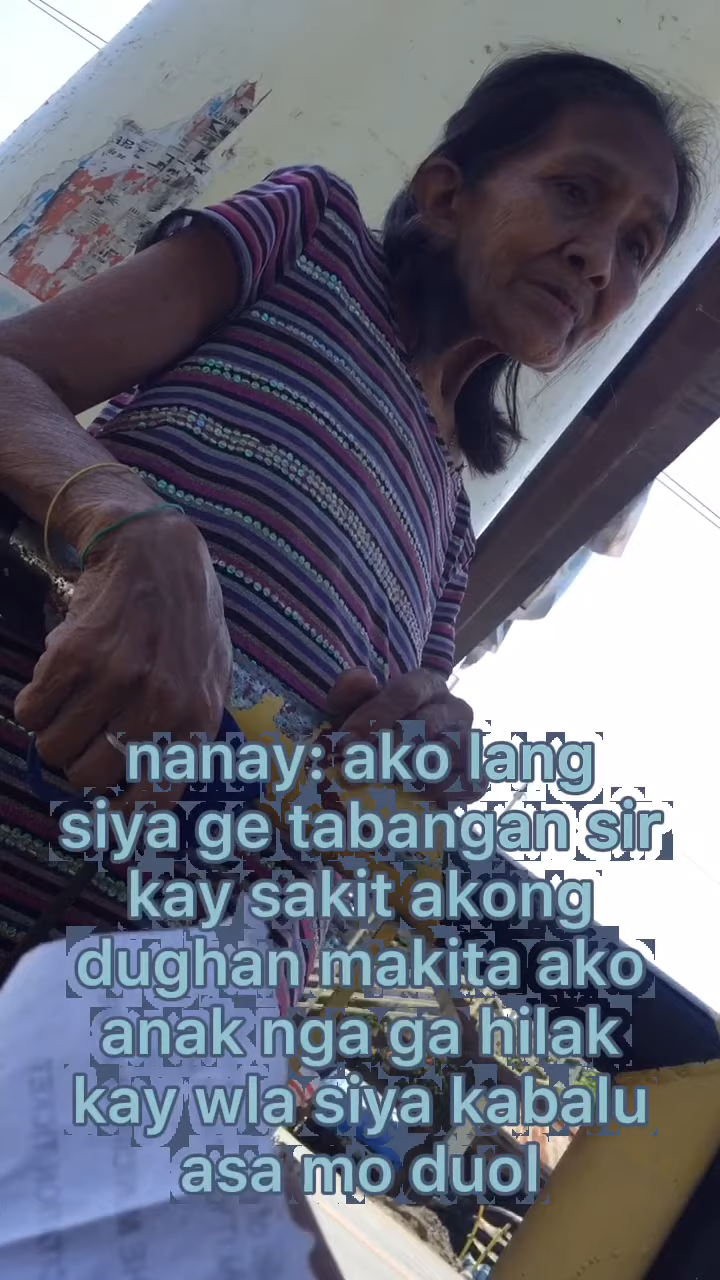 nanay: ako lang
siya ge tabangan sir
kay sakit akong
dughan makita ako
anak nga ga hilak
kay wla siya kabalu
asa mo duol